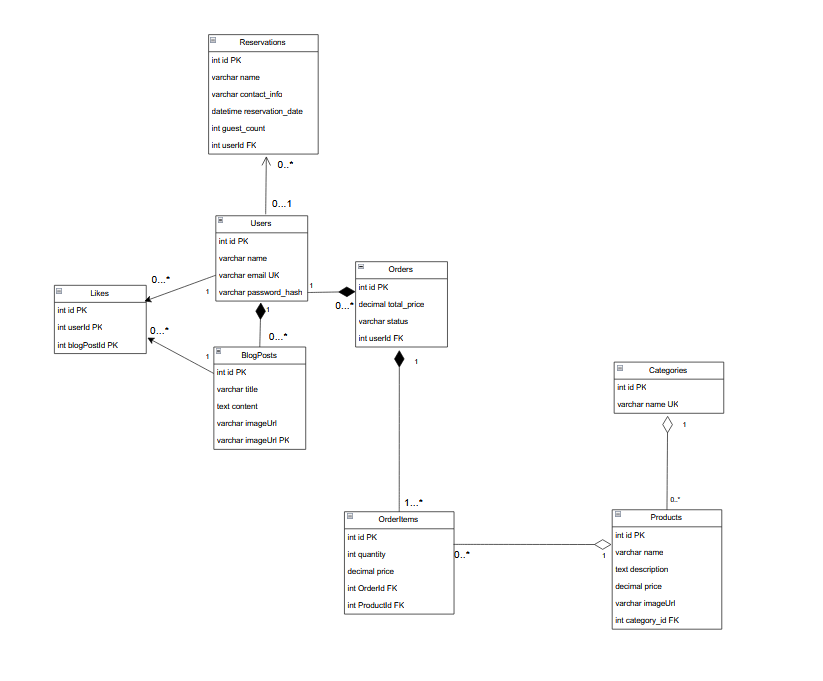 Reservations
int id PK
varchar name
varchar contact_info
datetime reservation_date
int guest_count
int userId FK
0..*
0...1
Users
int id PK
varchar name
varchar email UK
varchar password_hash
0...*
1
1
0...*
Orders
int id PK
decimal total_price
varchar status
int userId FK
Likes
int id PK
int userId PK
int blogPostId PK
0...*
1
1
0...*
BlogPosts
int id PK
varchar title
text content
varchar imageUrl
varchar imageUrl PK
1
1...*
Categories
int id PK
varchar name UK
1
0..*
OrderItems
int id PK
int quantity
decimal price
int OrderId FK
int ProductId FK
0..*
1
Products
int id PK
varchar name
text description
decimal price
varchar imageUrl
int category_id FK